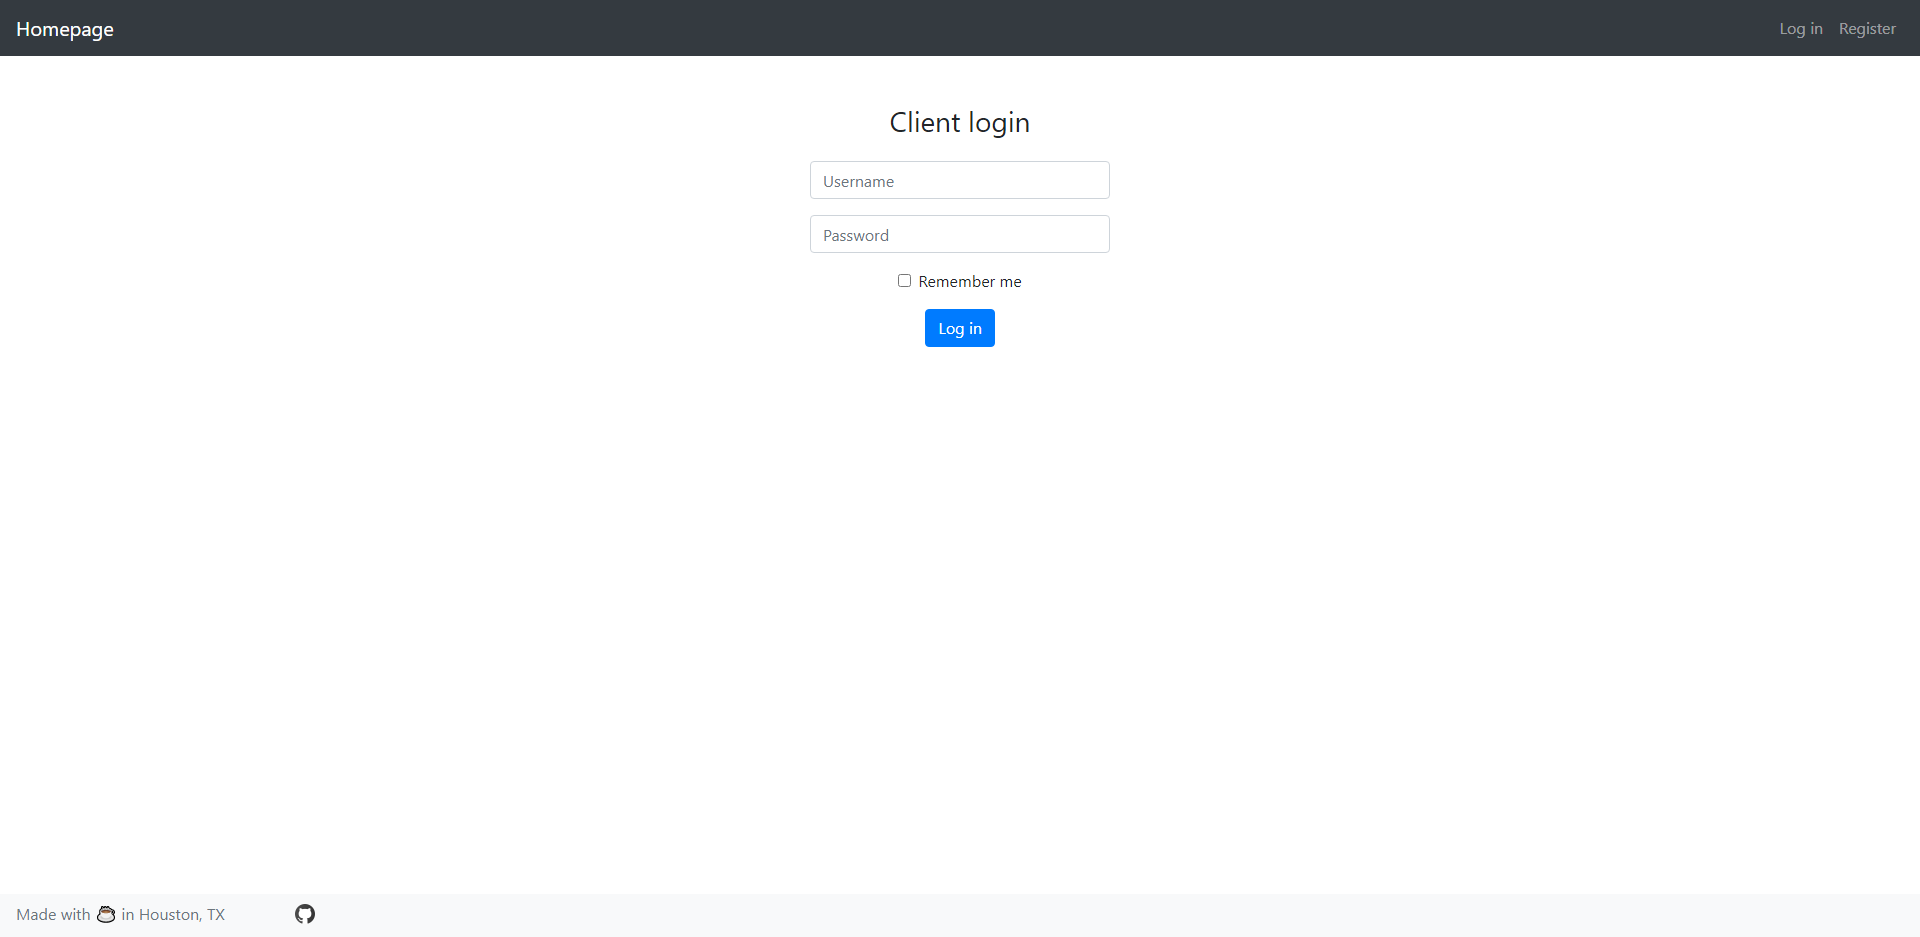 Homepage
Log in Register
Client login
Username
Password
Remember me
Log in
Made with ☕ in Houston, TX